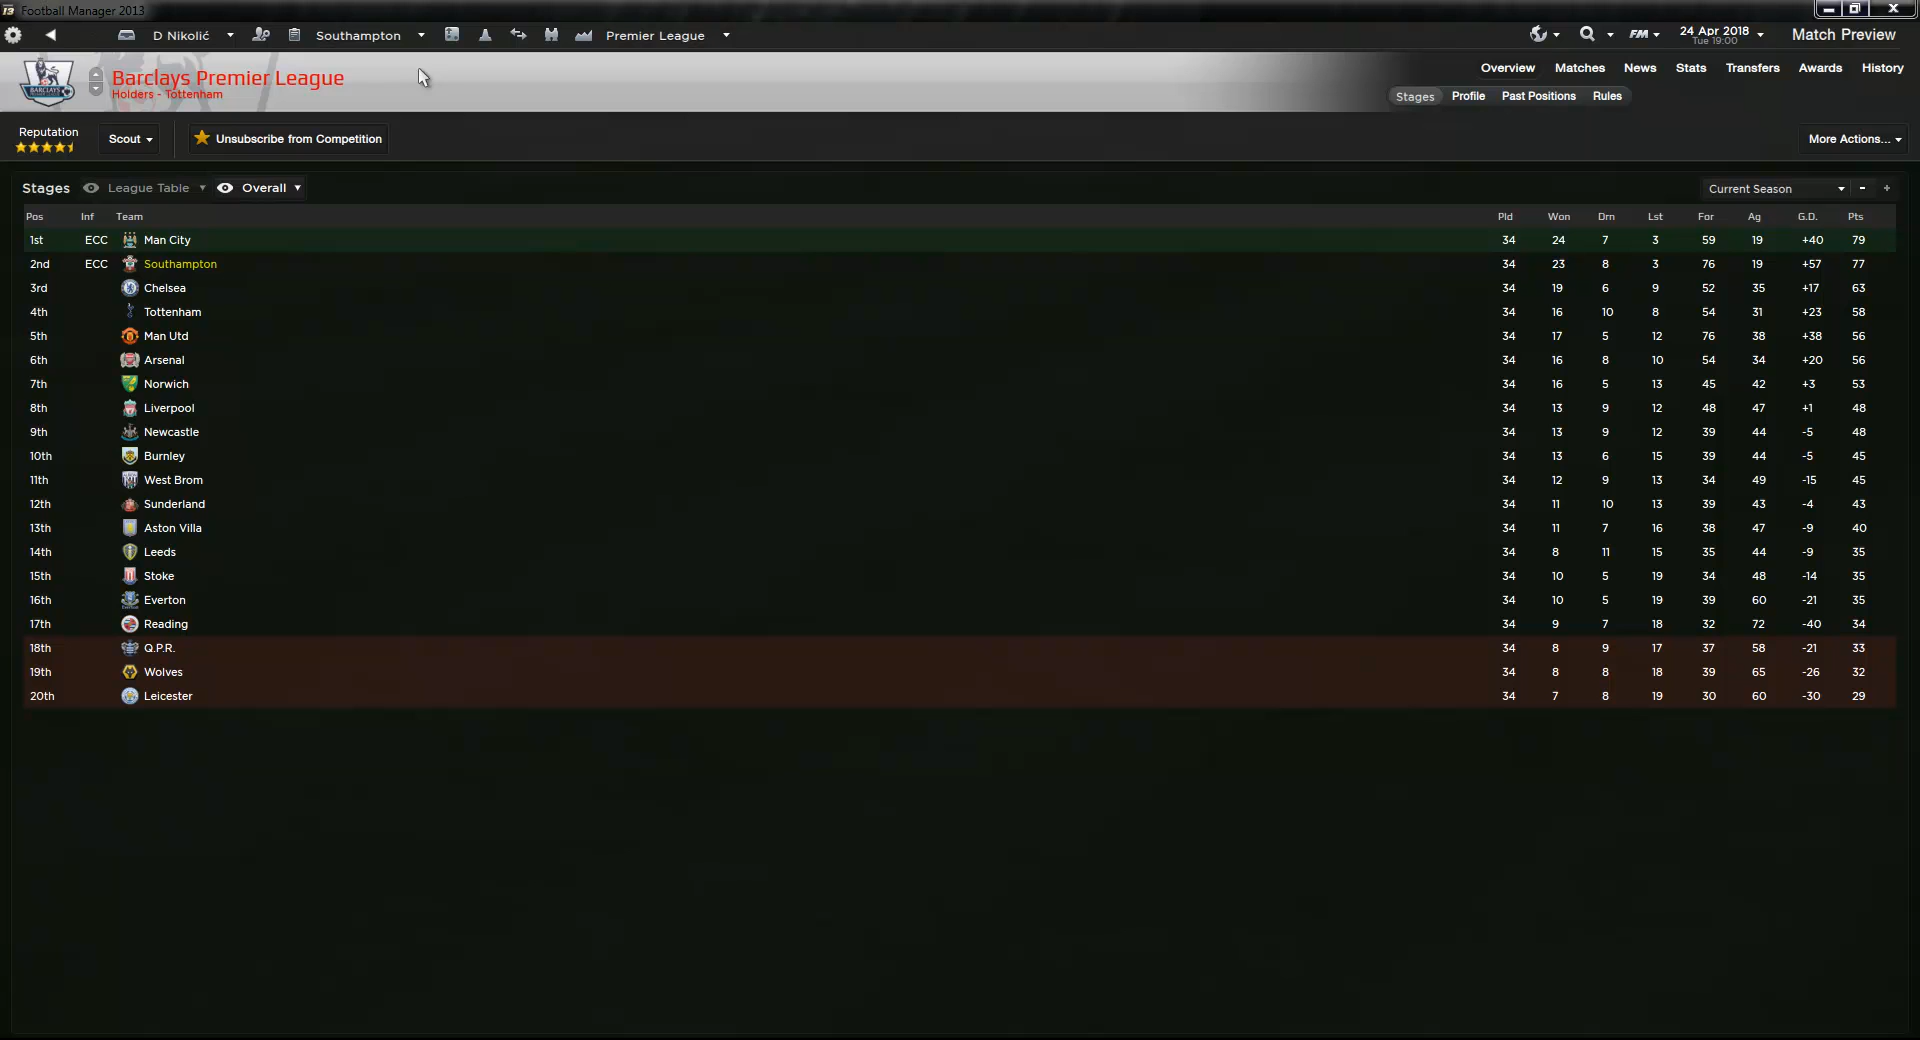 Football Manager 2013
D Nikolić Southampton Premier League 24 Apr 2018 Match Preview
Tue 19:00
Barclays Premier League
Holders - Tottenham
Overview Matches News Stats Transfers Awards History
Stages Profile Past Positions Rules
Reputation Scout Unsubscribe from Competition More Actions...
Stages League Table Overall Current Season - +
Pos Inf Team Pld Won Drn Lst For Ag G.D. Pts
1st ECC Man City 34 24 7 3 59 19 +40 79
2nd ECC Southampton 34 23 8 3 76 19 +57 77
3rd Chelsea 34 19 6 9 52 35 +17 63
4th Tottenham 34 16 10 8 54 31 +23 58
5th Man Utd 34 17 5 12 76 38 +38 56
6th Arsenal 34 16 8 10 54 34 +20 56
7th Norwich 34 16 5 13 45 42 +3 53
8th Liverpool 34 13 9 12 48 47 +1 48
9th Newcastle 34 13 9 12 39 44 -5 48
10th Burnley 34 13 6 15 39 44 -5 45
11th West Brom 34 12 9 13 34 49 -15 45
12th Sunderland 34 11 10 13 39 43 -4 43
13th Aston Villa 34 11 7 16 38 47 -9 40
14th Leeds 34 8 11 15 35 44 -9 35
15th Stoke 34 10 5 19 34 48 -14 35
16th Everton 34 10 5 19 39 60 -21 35
17th Reading 34 9 7 18 32 72 -40 34
18th Q.P.R. 34 8 9 17 37 58 -21 33
19th Wolves 34 8 8 18 39 65 -26 32
20th Leicester 34 7 8 19 30 60 -30 29